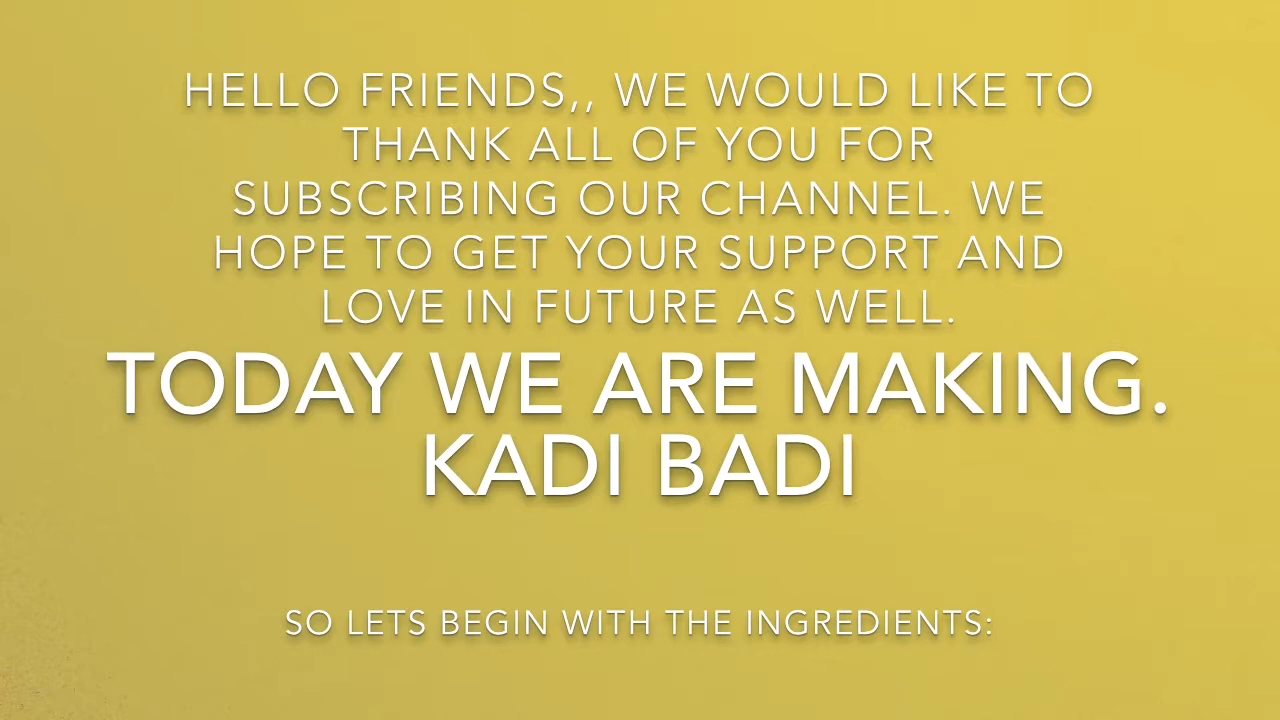 HELLO FRIENDS,, WE WOULD LIKE TO
THANK ALL OF YOU FOR
SUBSCRIBING OUR CHANNEL. WE
HOPE TO GET YOUR SUPPORT AND
LOVE IN FUTURE AS WELL.
TODAY WE ARE MAKING.
KADI BADI
SO LETS BEGIN WITH THE INGREDIENTS: